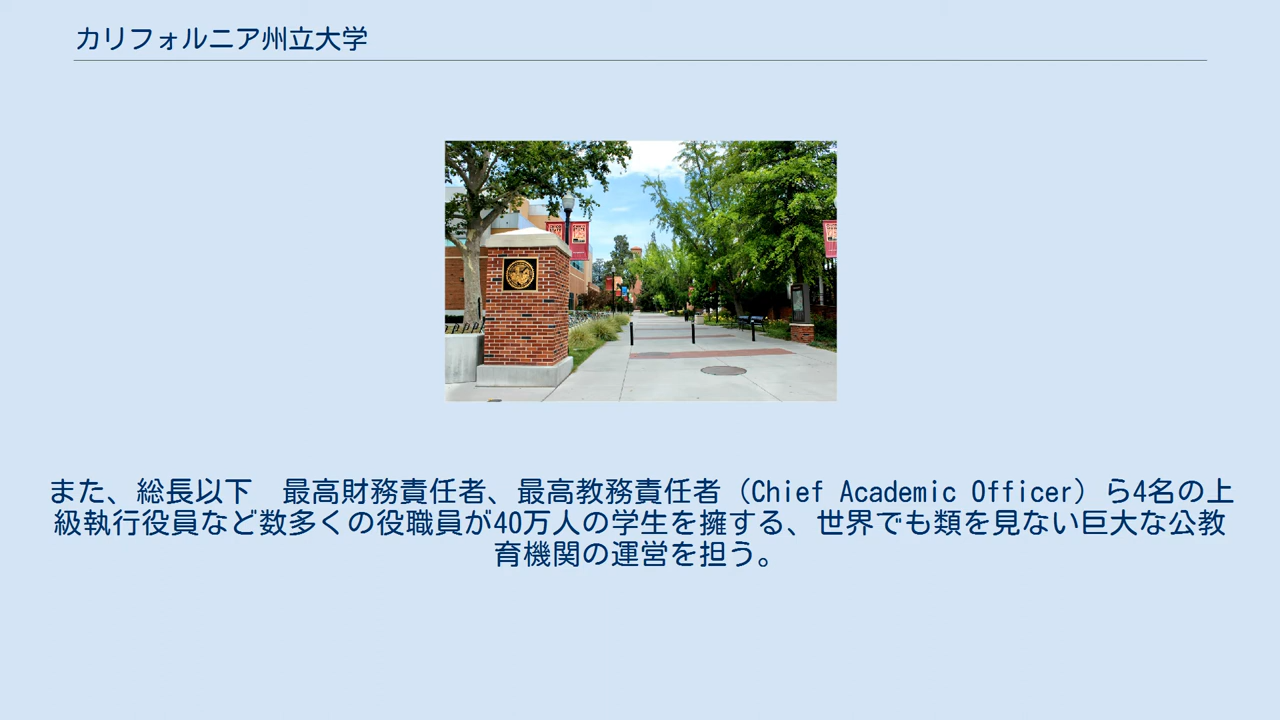 カリフォルニア州立大学
また、総長以下　最高財務責任者、最高教務責任者（Chief Academic Officer）ら4名の上
級執行役員など数多くの役職員が40万人の学生を擁する、世界でも類を見ない巨大な公教
育機関の運営を担う。